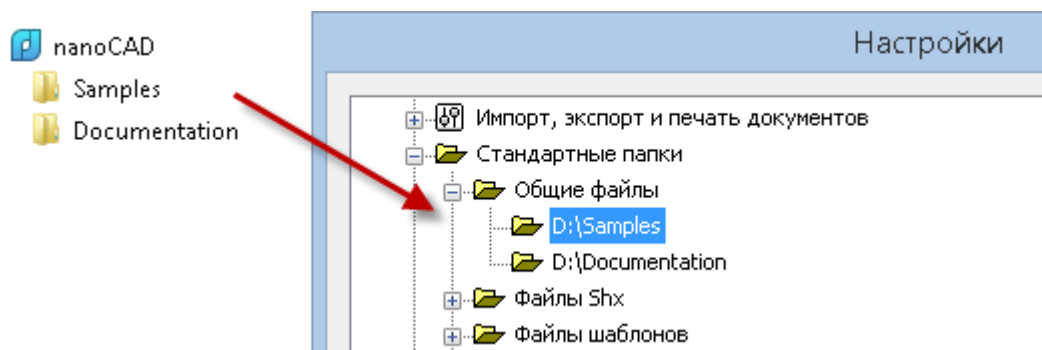 nanoCAD
Samples
Documentation
Настройки
Импорт, экспорт и печать документов
Стандартные папки
Общие файлы
D:\Samples
D:\Documentation
Файлы Shx
Файлы шаблонов